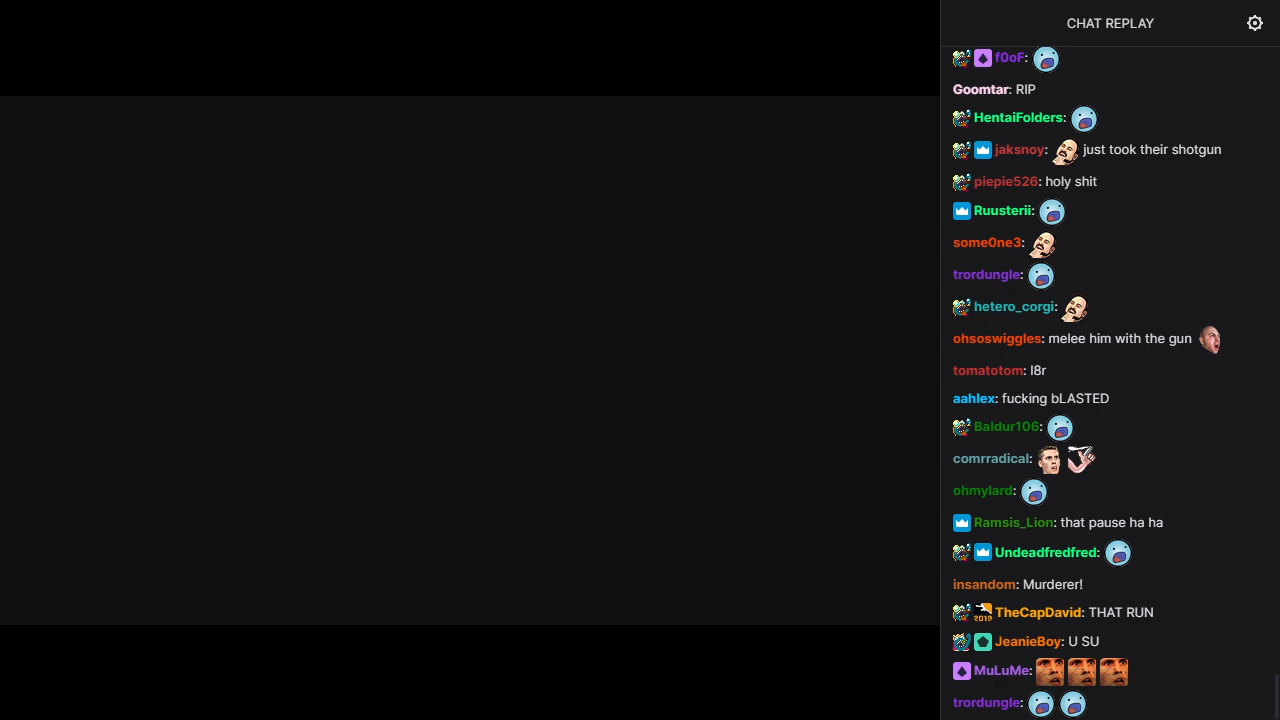 CHAT REPLAY
f0oF:
Goomtar: RIP
HentaiFolders:
jaksnoy: just took their shotgun
piepie526: holy shit
Ruusterii:
some0ne3:
trordungle:
hetero_corgi:
ohsoswiggles: melee him with the gun
tomatotom: l8r
aahlex: fucking bLASTED
Baldur106:
comrradical:
ohmylard:
Ramsis_Lion: that pause ha ha
Undeadfredfred:
insandom: Murderer!
2019 TheCapDavid: THAT RUN
JeanieBoy: U SU
MuLuMe:
trordungle: